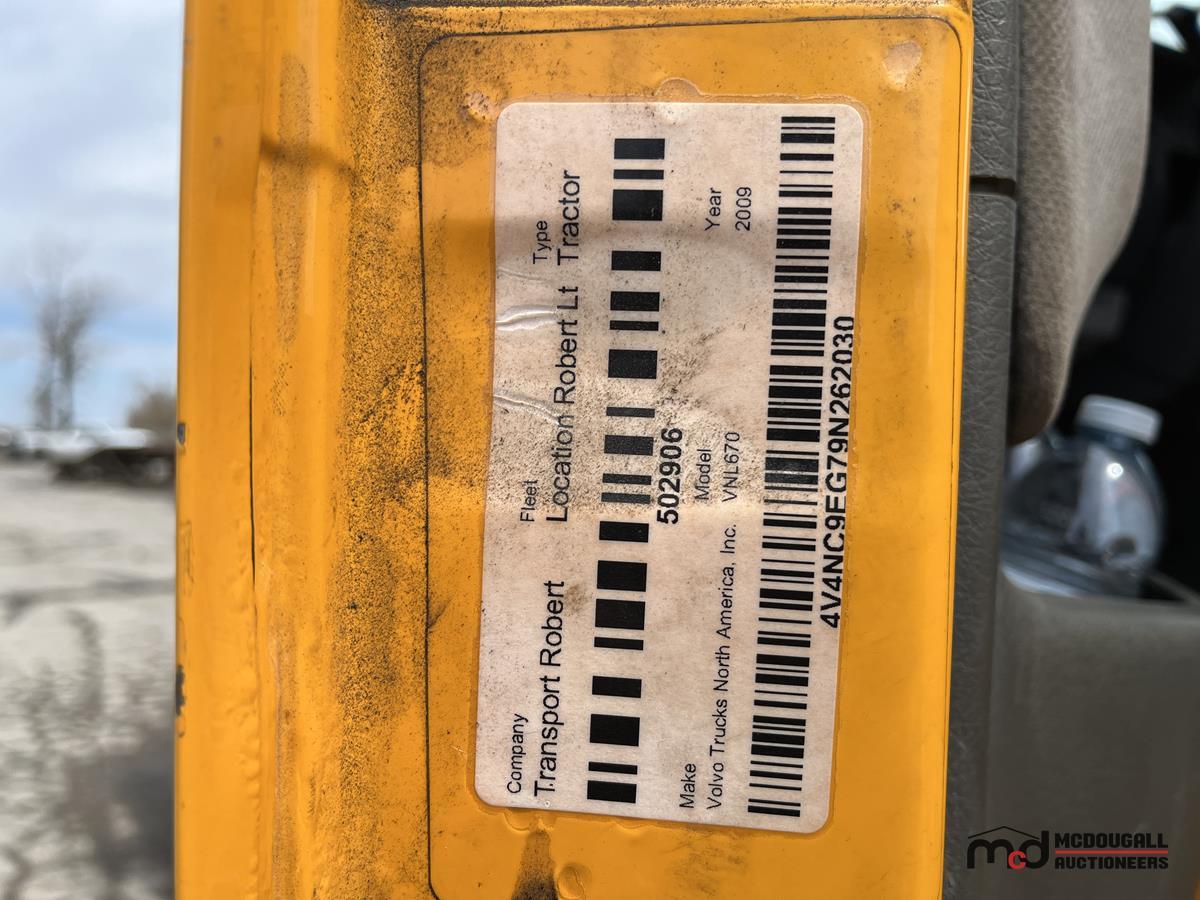 Company Fleet Type
Transport Robert Location Robert Lt Tractor
502906
Make Model Year
Volvo Trucks North America, Inc. VNL670 2009
4V4NC9EG79N262030
mcd MCDOUGALL
AUCTIONEERS